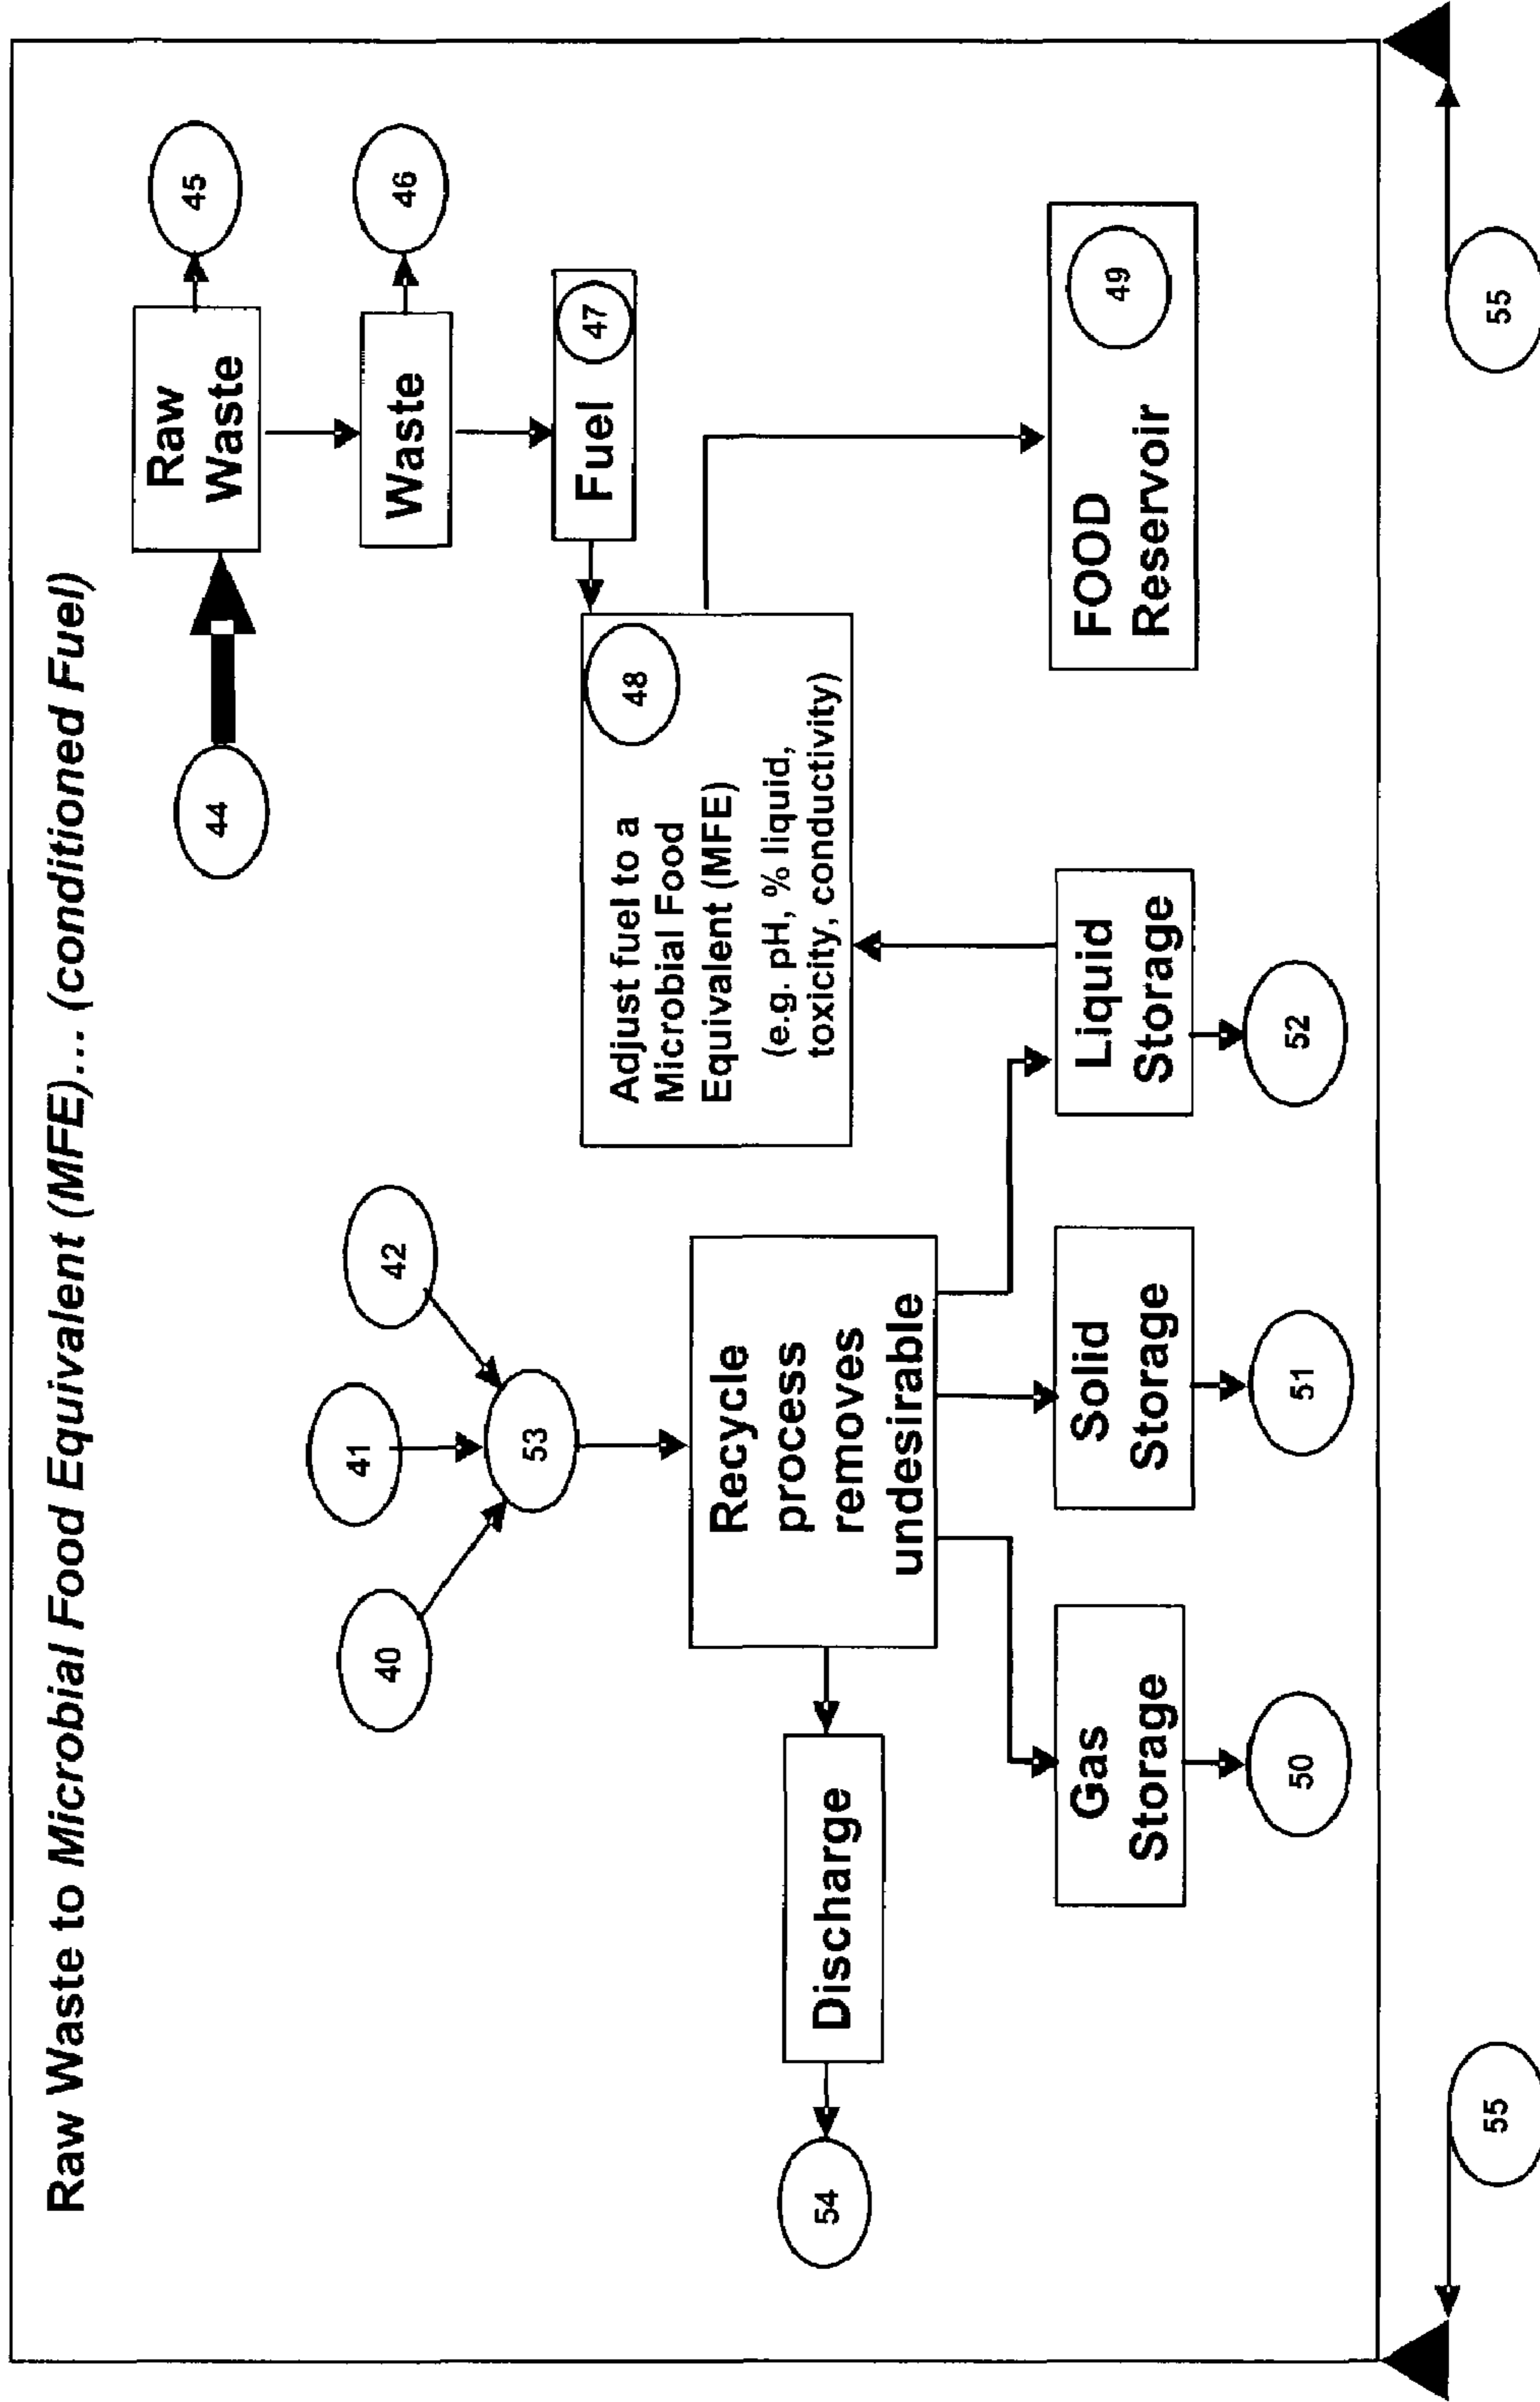 Raw Waste to Microbial Food Equivalent (MFE)... (conditioned Fuel)
44
Raw
Waste
45
Waste
46
Fuel
47
Adjust fuel to a
Microbial Food
Equivalent (MFE)
(e.g. pH, % liquid,
toxicity, conductivity)
48
FOOD
Reservoir
49
40
41
42
53
Recycle
process
removes
undesirable
Discharge
54
Gas
Storage
50
Solid
Storage
51
Liquid
Storage
52
55
55